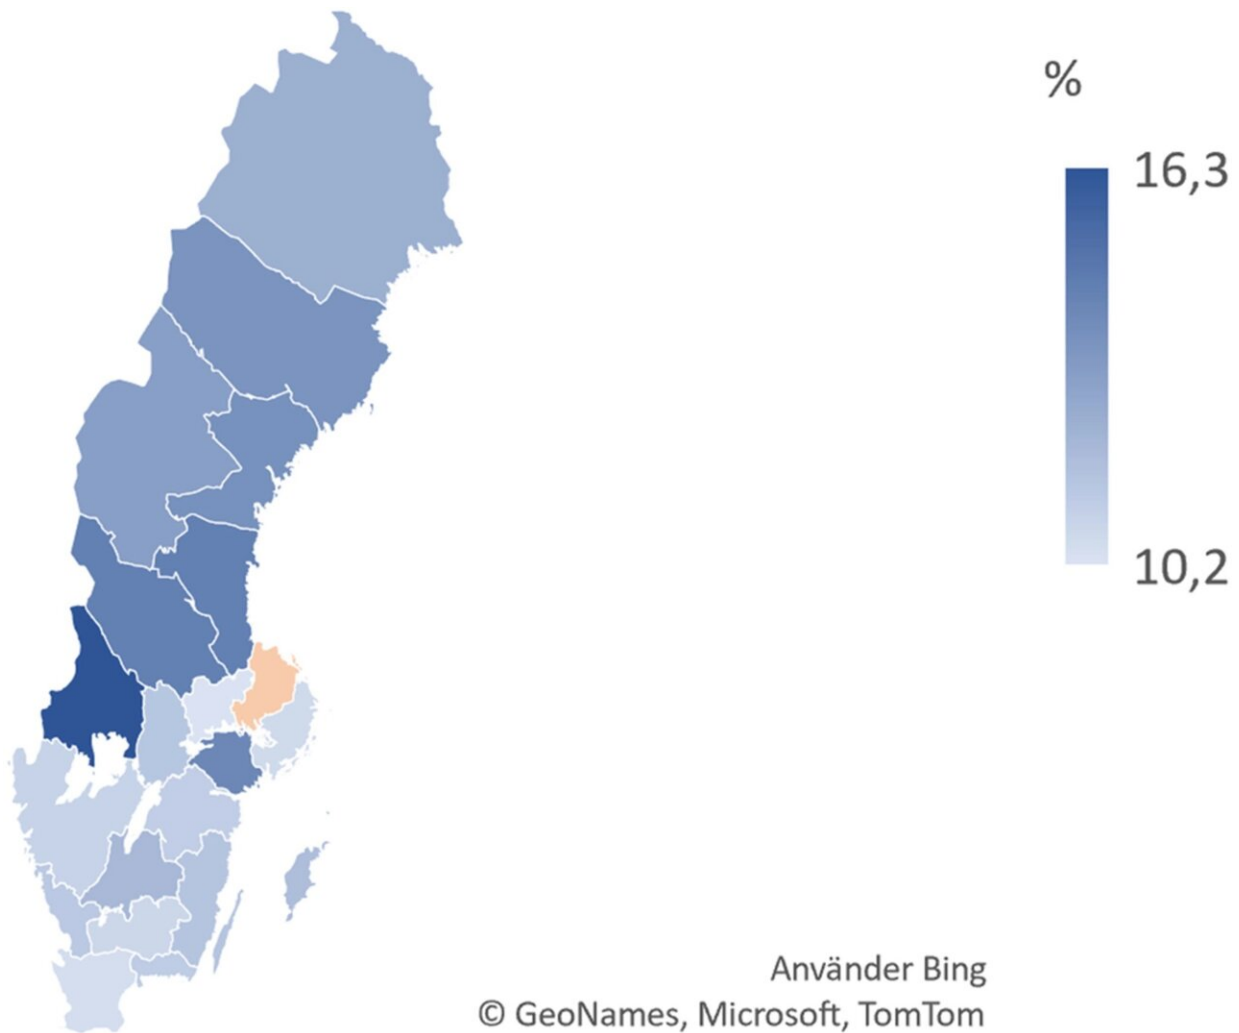 %
16,3
10,2
Använder Bing
© GeoNames, Microsoft, TomTom